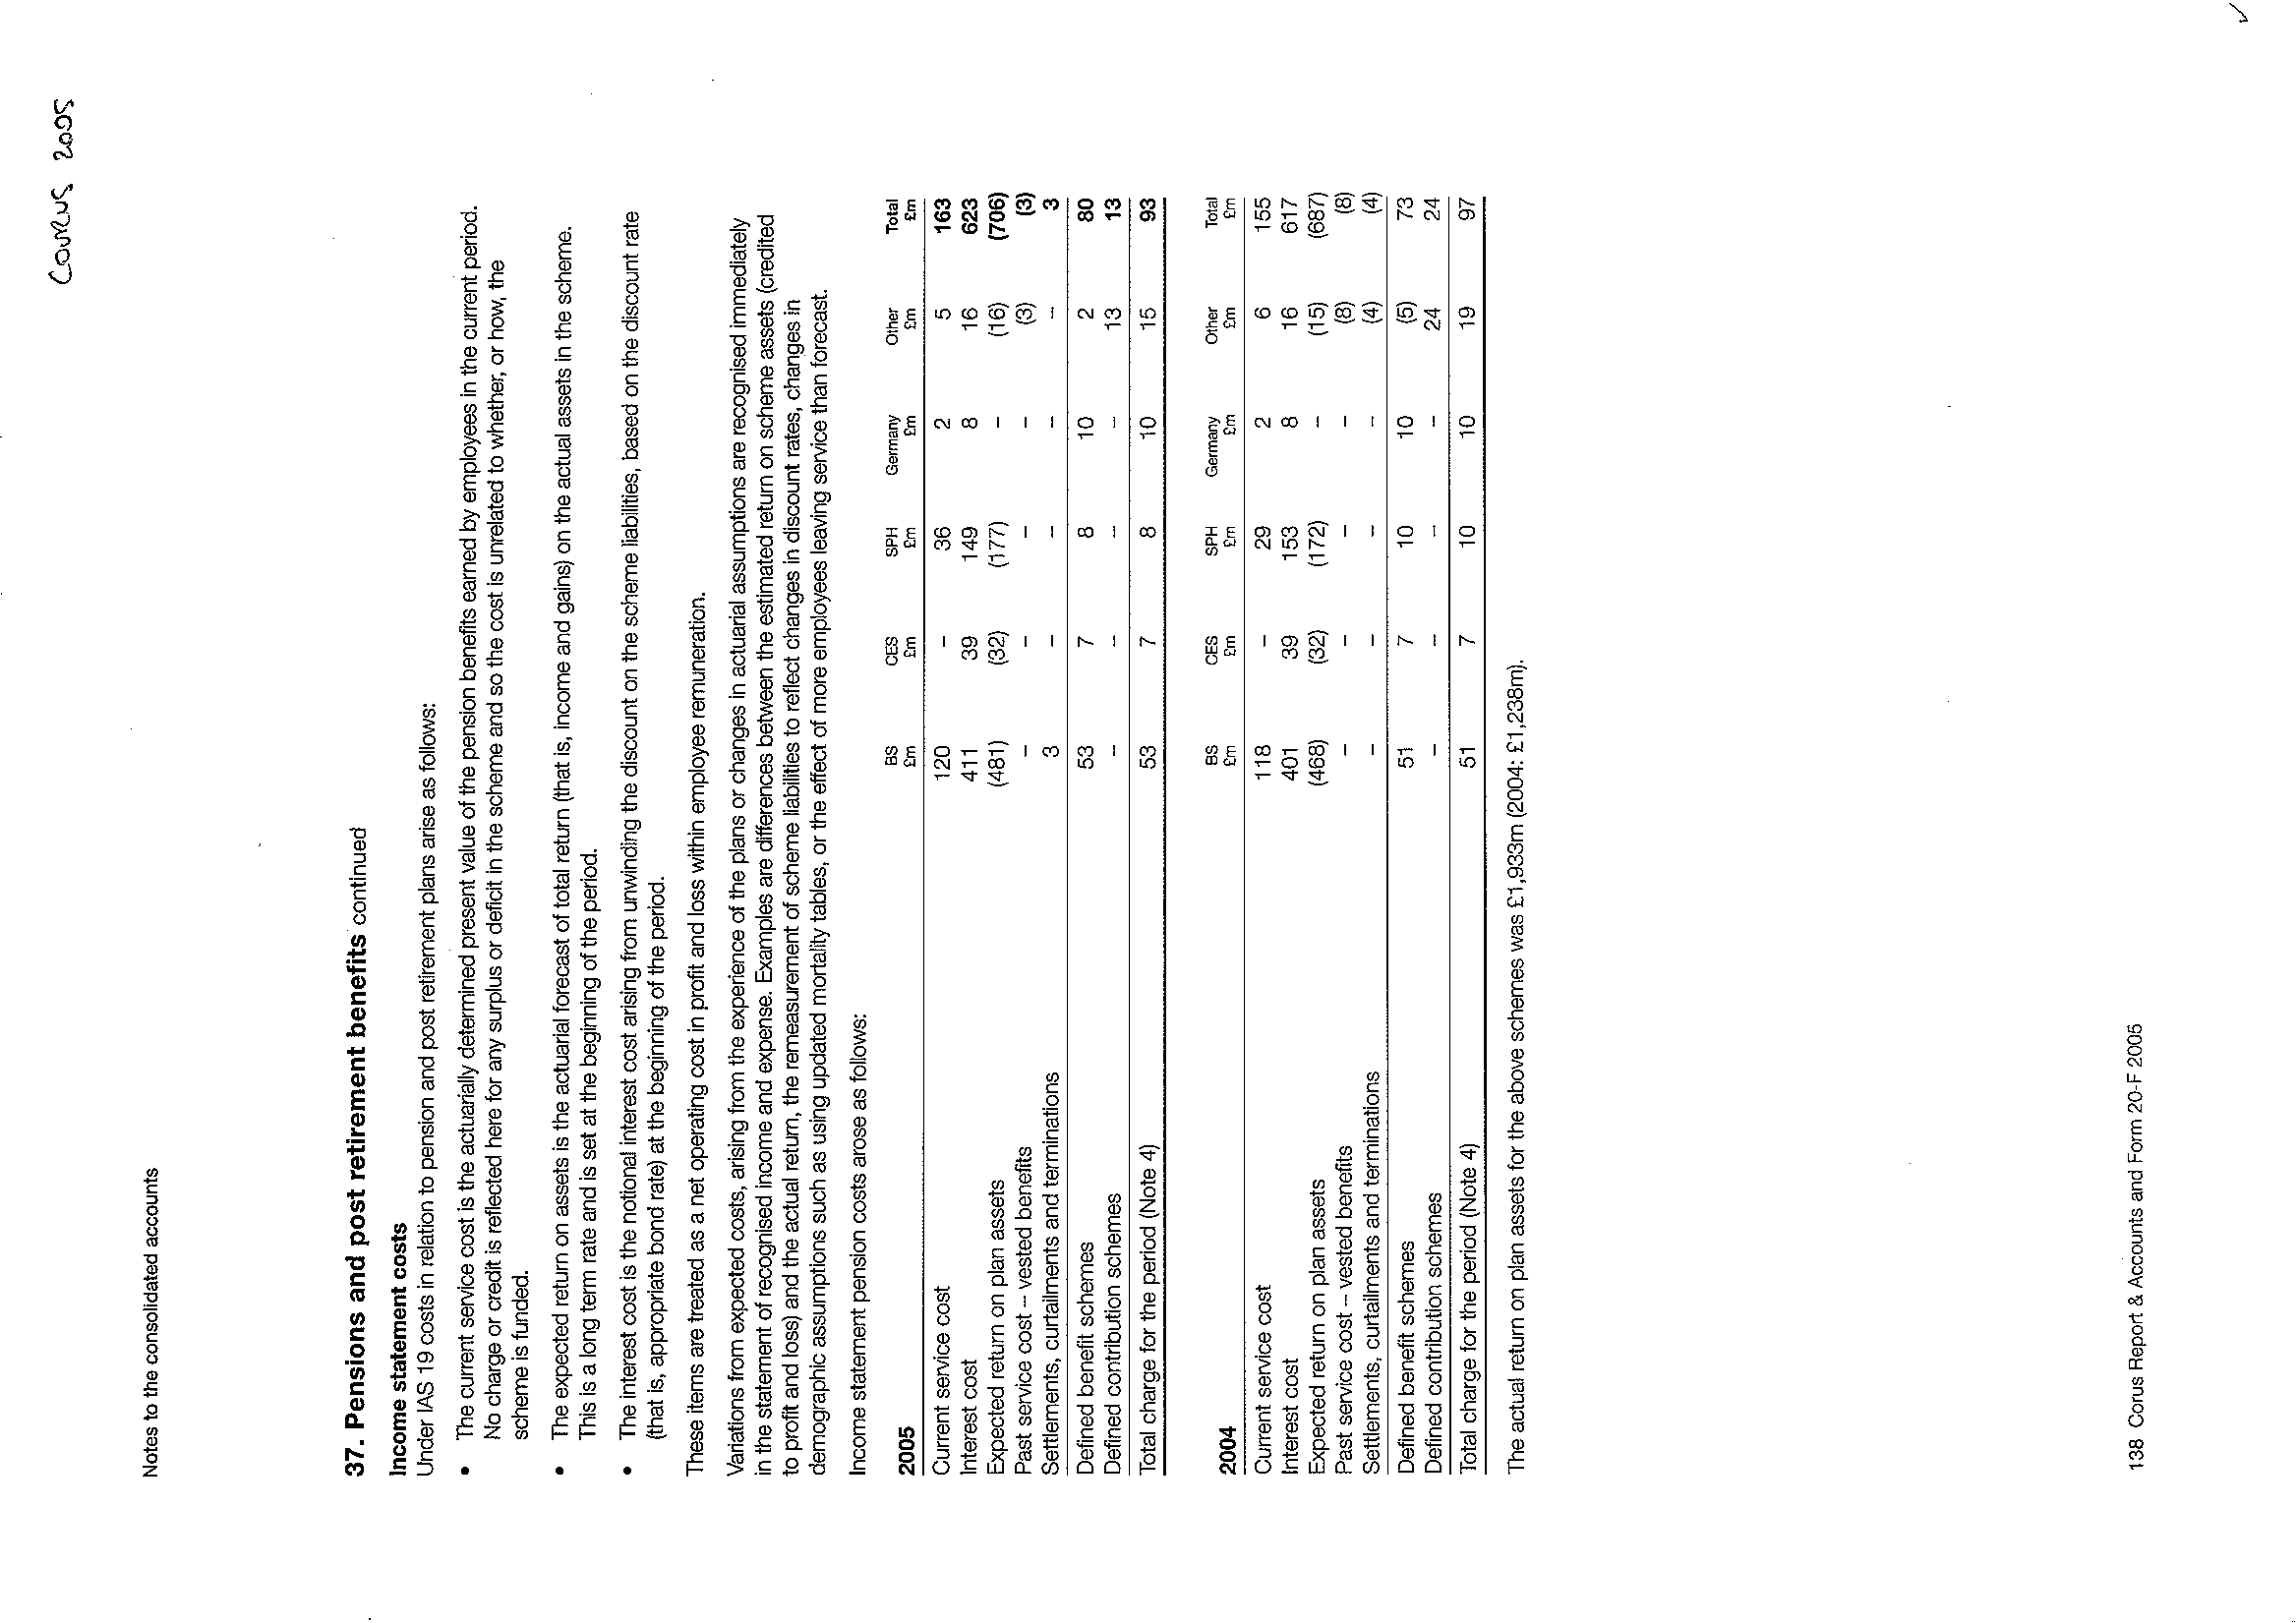 Corus 2005
Notes to the consolidated accounts
37. Pensions and post retirement benefits continued
Income statement costs
Under IAS 19 costs in relation to pension and post retirement plans arise as follows:
• The current service cost is the actuarially determined present value of the pension benefits earned by employees in the current period.
No charge or credit is reflected here for any surplus or deficit in the scheme and so the cost is unrelated to whether, or how, the
scheme is funded.
• The expected return on assets is the actuarial forecast of total return (that is, income and gains) on the actual assets in the scheme.
This is a long term rate and is set at the beginning of the period.
• The interest cost is the notional interest cost arising from unwinding the discount on the scheme liabilities, based on the discount rate
(that is, appropriate bond rate) at the beginning of the period.
These items are treated as a net operating cost in profit and loss within employee remuneration.
Variations from expected costs, arising from the experience of the plans or changes in actuarial assumptions are recognised immediately
in the statement of recognised income and expense. Examples are differences between the estimated return on scheme assets (credited
to profit and loss) and the actual return, the remeasurement of scheme liabilities to reflect changes in discount rates, changes in
demographic assumptions such as using updated mortality tables, or the effect of more employees leaving service than forecast.
Income statement pension costs arose as follows:
BS CES SPH Germany Other Total
2005 £m £m £m £m £m £m
Current service cost 120 – 36 2 5 163
Interest cost 411 39 149 8 16 623
Expected return on plan assets (481) (32) (177) – (16) (706)
Past service cost – vested benefits – – – – (3) (3)
Settlements, curtailments and terminations 3 – – – – 3
Defined benefit schemes 53 7 8 10 2 80
Defined contribution schemes – – – – 13 13
Total charge for the period (Note 4) 53 7 8 10 15 93
BS CES SPH Germany Other Total
2004 £m £m £m £m £m £m
Current service cost 118 – 29 2 6 155
Interest cost 401 39 153 8 16 617
Expected return on plan assets (468) (32) (172) – (15) (687)
Past service cost – vested benefits – – – – (8) (8)
Settlements, curtailments and terminations – – – – (4) (4)
Defined benefit schemes 51 7 10 10 (5) 73
Defined contribution schemes – – – – 24 24
Total charge for the period (Note 4) 51 7 10 10 19 97
The actual return on plan assets for the above schemes was £1,933m (2004: £1,238m).
138 Corus Report & Accounts and Form 20-F 2005